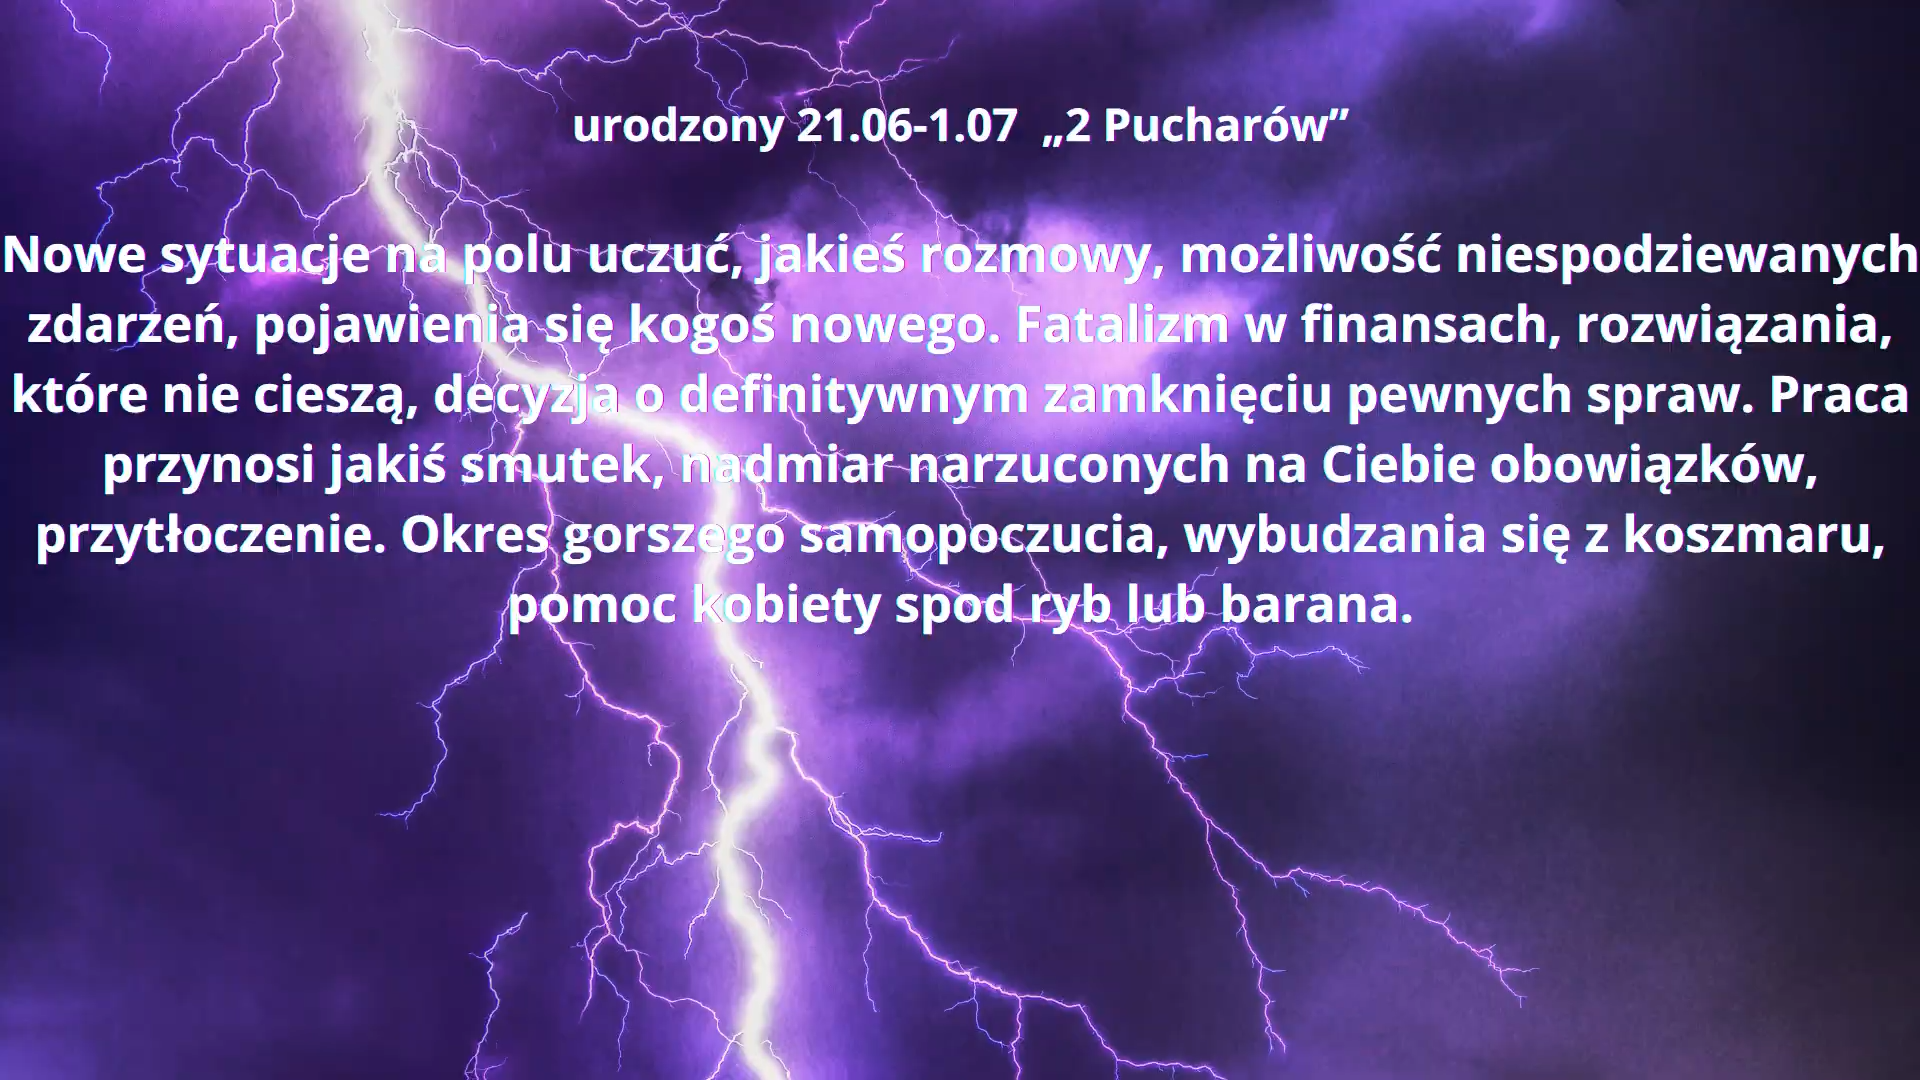 urodzony 21.06-1.07 „2 Pucharów”
Nowe sytuacje na polu uczuć, jakieś rozmowy, możliwość niespodziewanych
zdarzeń, pojawienia się kogoś nowego. Fatalizm w finansach, rozwiązania,
które nie cieszą, decyzja o definitywnym zamknięciu pewnych spraw. Praca
przynosi jakiś smutek, nadmiar narzuconych na Ciebie obowiązków,
przytłoczenie. Okres gorszego samopoczucia, wybudzania się z koszmaru,
pomoc kobiety spod ryb lub barana.